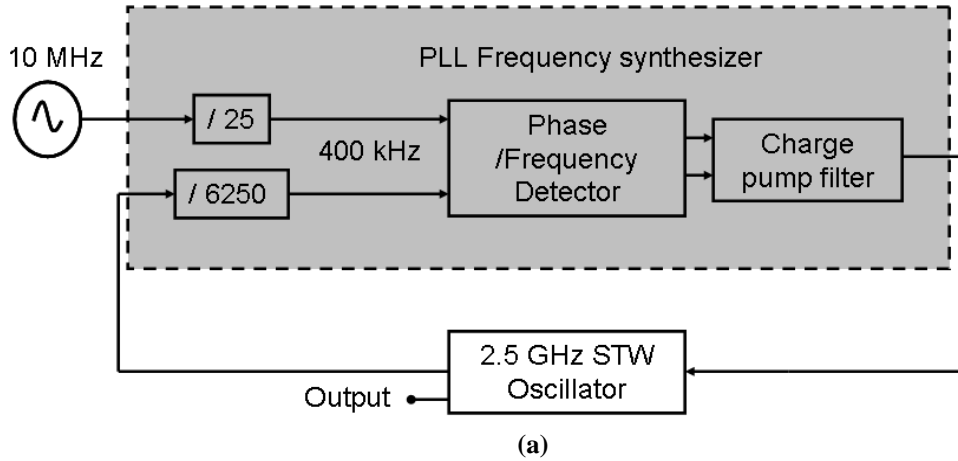 10 MHz
PLL Frequency synthesizer
/ 25
400 kHz
/ 6250
Phase
/Frequency
Detector
Charge
pump filter
2.5 GHz STW
Oscillator
Output
(a)